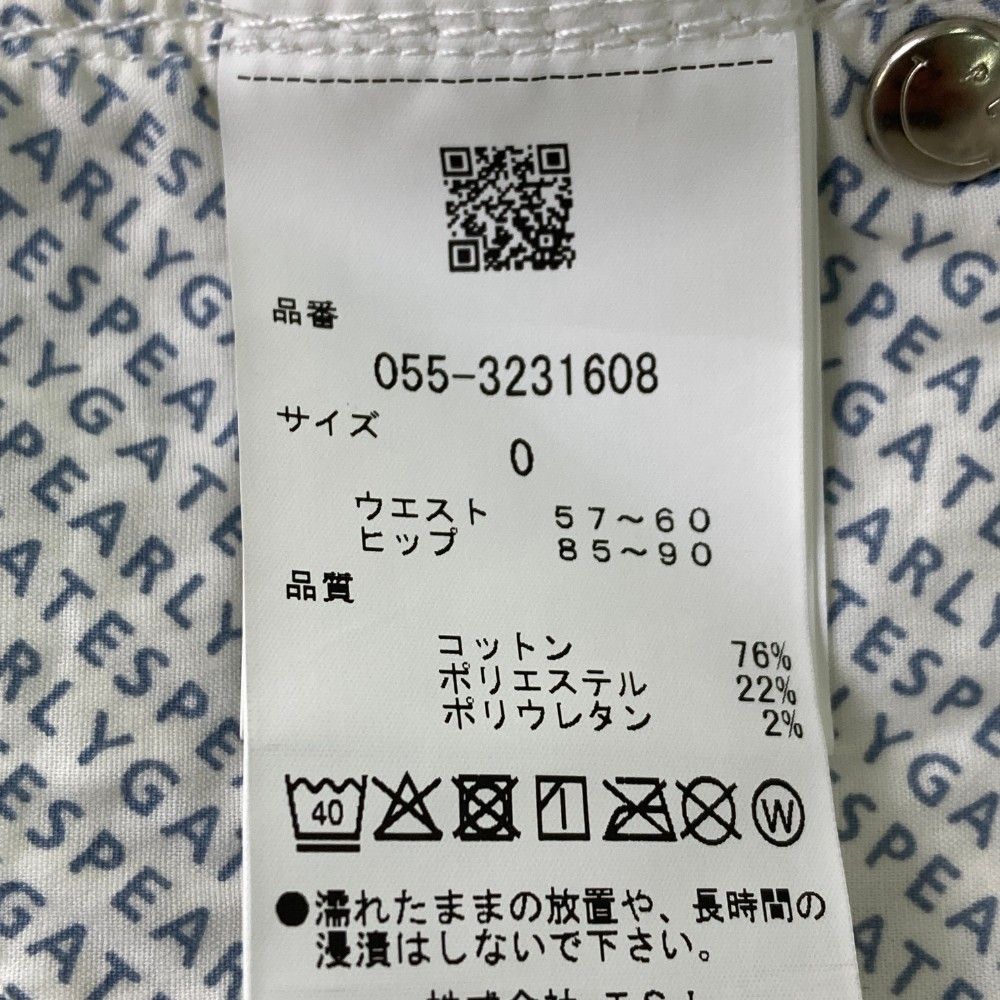 品番
055-3231608
サイズ
0
ウエスト 57～60
ヒップ 85～90
品質
コットン 76%
ポリエステル 22%
ポリウレタン 2%
40
W
●濡れたままの放置や、長時間の
浸漬はしないで下さい。
PEARLYGATES